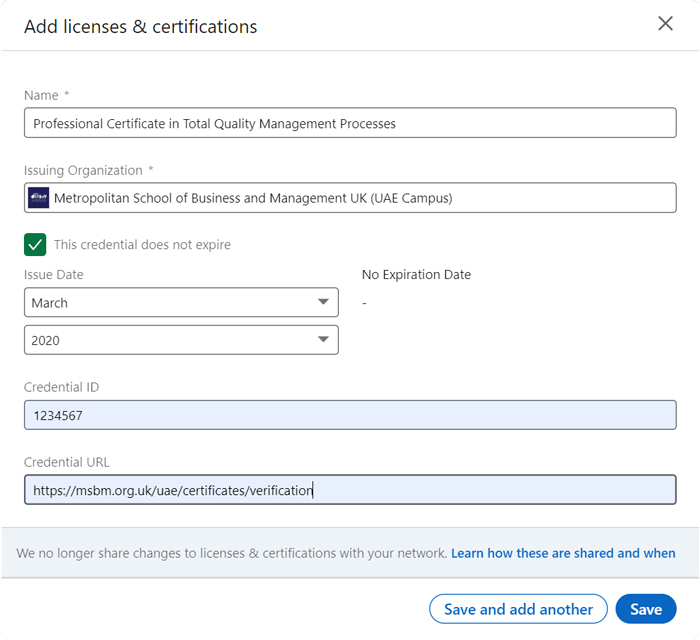 Add licenses & certifications
Name *
Professional Certificate in Total Quality Management Processes
Issuing Organization *
Metropolitan School of Business and Management UK (UAE Campus)
This credential does not expire
Issue Date
No Expiration Date
March
-
2020
Credential ID
1234567
Credential URL
https://msbm.org.uk/uae/certificates/verification
We no longer share changes to licenses & certifications with your network. Learn how these are shared and when
Save and add another
Save